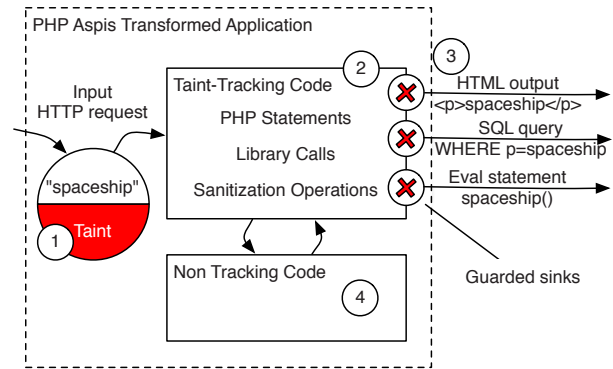 PHP Aspis Transformed Application
3
2
Input
HTTP request
Taint-Tracking Code
PHP Statements
Library Calls
Sanitization Operations
HTML output
<p>spaceship</p>
SQL query
WHERE p=spaceship
Eval statement
spaceship()
"spaceship"
Taint
1
Non Tracking Code
4
Guarded sinks